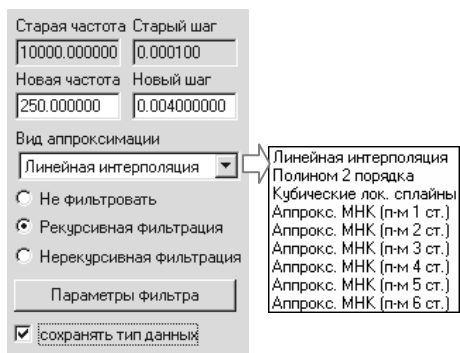 Старая частота Старый шаг
10000.000000 0.000100
Новая частота Новый шаг
250.000000 0.004000000
Вид аппроксимации
Линейная интерполяция
Не фильтровать
Рекурсивная фильтрация
Нерекурсивная фильтрация
Параметры фильтра
сохранять тип данных
Линейная интерполяция
Полином 2 порядка
Кубические лок. сплайны
Аппрокс. МНК (п-м 1 ст.)
Аппрокс. МНК (п-м 2 ст.)
Аппрокс. МНК (п-м 3 ст.)
Аппрокс. МНК (п-м 4 ст.)
Аппрокс. МНК (п-м 5 ст.)
Аппрокс. МНК (п-м 6 ст.)